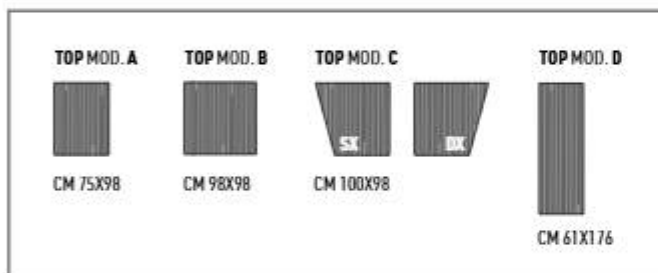 TOP MOD. A
TOP MOD. B
TOP MOD. C
TOP MOD. D
SX
DX
CM 75X98
CM 98X98
CM 100X98
CM 61X176